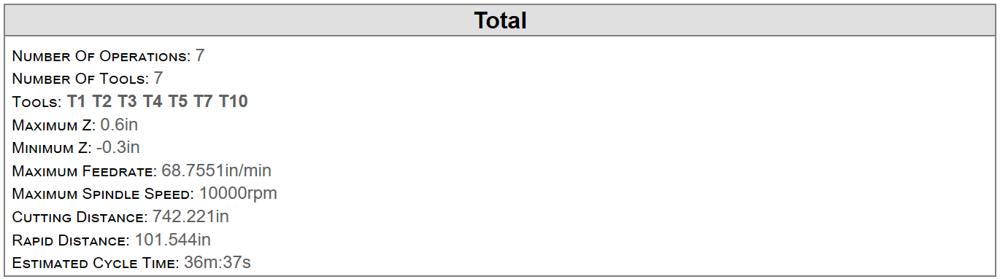 Total
Number Of Operations: 7
Number Of Tools: 7
Tools: T1 T2 T3 T4 T5 T7 T10
Maximum Z: 0.6in
Minimum Z: -0.3in
Maximum Feedrate: 68.7551in/min
Maximum Spindle Speed: 10000rpm
Cutting Distance: 742.221in
Rapid Distance: 101.544in
Estimated Cycle Time: 36m:37s